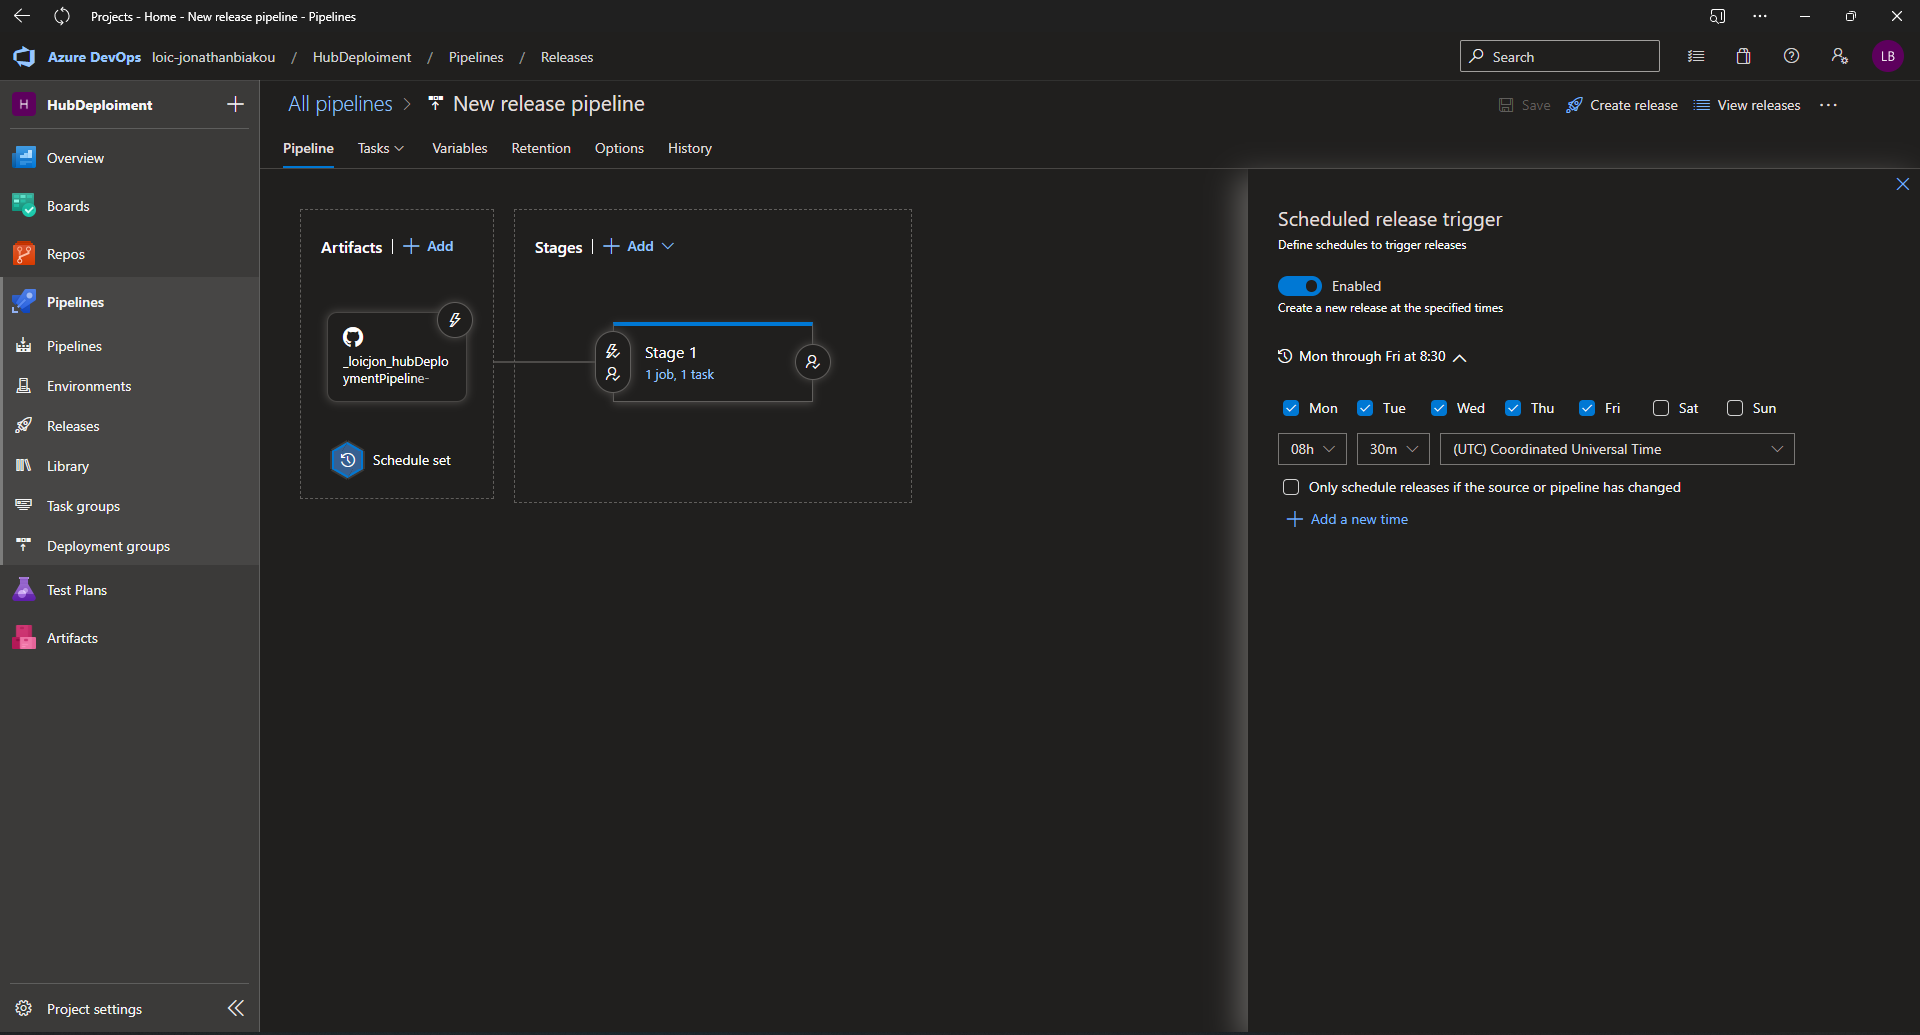 Projects - Home - New release pipeline - Pipelines
Azure DevOps loic-jonathanbiakou / HubDeploiment / Pipelines / Releases
Search
LB
H HubDeploiment
Overview
Boards
Repos
Pipelines
Pipelines
Environments
Releases
Library
Task groups
Deployment groups
Test Plans
Artifacts
Project settings
All pipelines > New release pipeline
Save Create release View releases
Pipeline Tasks Variables Retention Options History
Artifacts | + Add
_loicjon_hubDeplo
ymentPipeline-
Schedule set
Stages | + Add
Stage 1
1 job, 1 task
Scheduled release trigger
Define schedules to trigger releases
Enabled
Create a new release at the specified times
Mon through Fri at 8:30
Mon Tue Wed Thu Fri Sat Sun
08h 30m (UTC) Coordinated Universal Time
Only schedule releases if the source or pipeline has changed
+ Add a new time